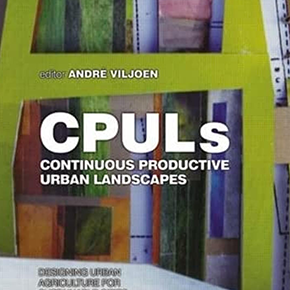 editor ANDRÉ VILJOEN
CPULs
CONTINUOUS PRODUCTIVE
URBAN LANDSCAPES
DESIGNING URBAN
AGRICULTURE FOR